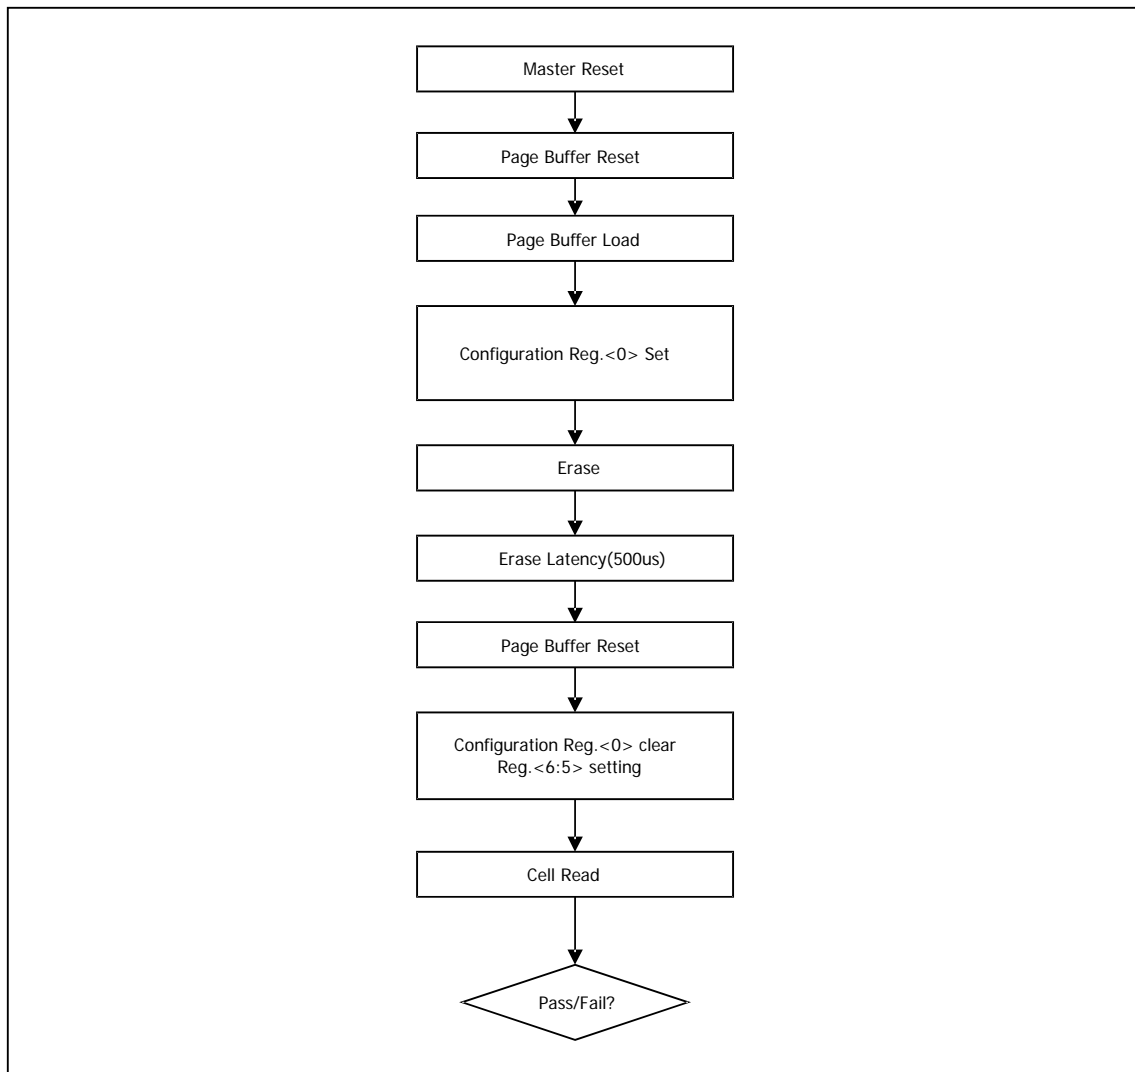 Master Reset
Page Buffer Reset
Page Buffer Load
Configuration Reg.<0> Set
Erase
Erase Latency(500us)
Page Buffer Reset
Configuration Reg.<0> clear
Reg.<6:5> setting
Cell Read
Pass/Fail?